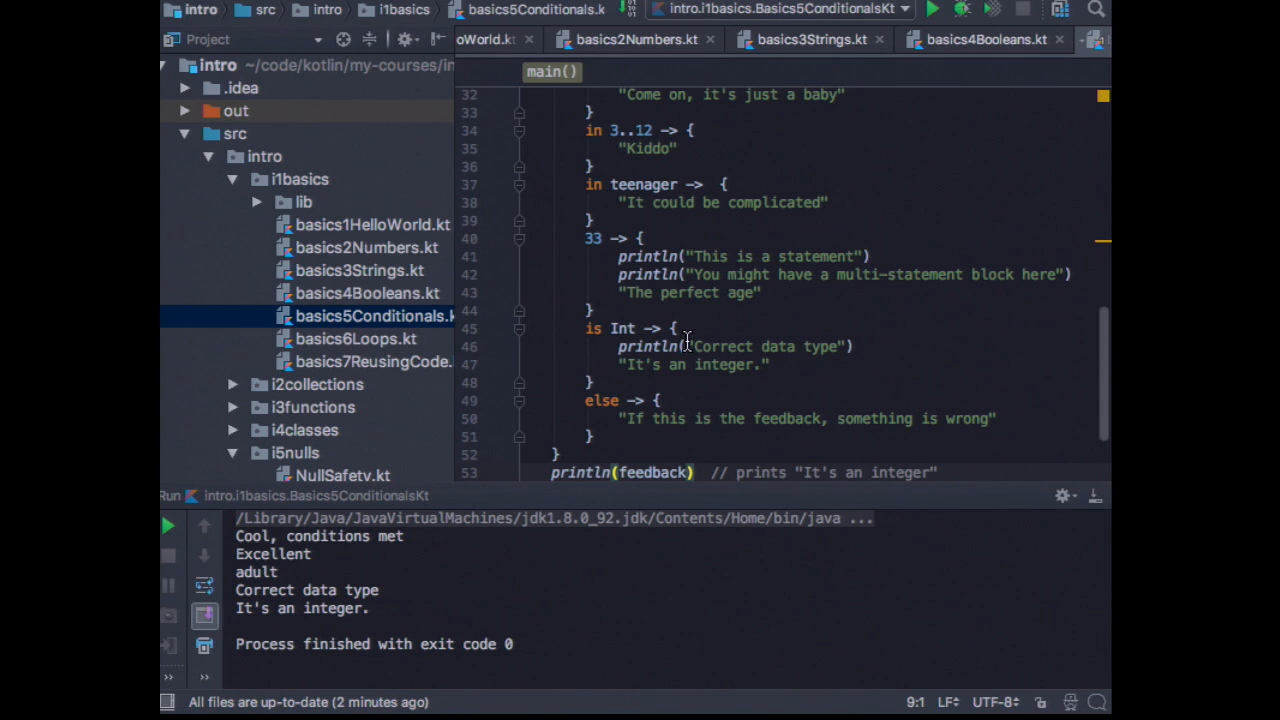 intro src intro i1basics basics5Conditionals.k intro.i1basics.Basics5ConditionalsKt
Project oWorld.kt basics2Numbers.kt basics3Strings.kt basics4Booleans.kt
intro ~/code/kotlin/my-courses/in
.idea
out
src
intro
i1basics
lib
basics1HelloWorld.kt
basics2Numbers.kt
basics3Strings.kt
basics4Booleans.kt
basics5Conditionals.k
basics6Loops.kt
basics7ReusingCode.
i2collections
i3functions
i4classes
i5nulls
NullSafety.kt
main()
32 "Come on, it's just a baby"
33 }
34 in 3..12 -> {
35 "Kiddo"
36 }
37 in teenager -> {
38 "It could be complicated"
39 }
40 33 -> {
41 println("This is a statement")
42 println("You might have a multi-statement block here")
43 "The perfect age"
44 }
45 is Int -> {
46 println("Correct data type")
47 "It's an integer."
48 }
49 else -> {
50 "If this is the feedback, something is wrong"
51 }
52 }
53 println(feedback) // prints "It's an integer"
Run intro.i1basics.Basics5ConditionalsKt
/Library/Java/JavaVirtualMachines/jdk1.8.0_92.jdk/Contents/Home/bin/java ...
Cool, conditions met
Excellent
adult
Correct data type
It's an integer.
Process finished with exit code 0
All files are up-to-date (2 minutes ago) 9:1 LF UTF-8